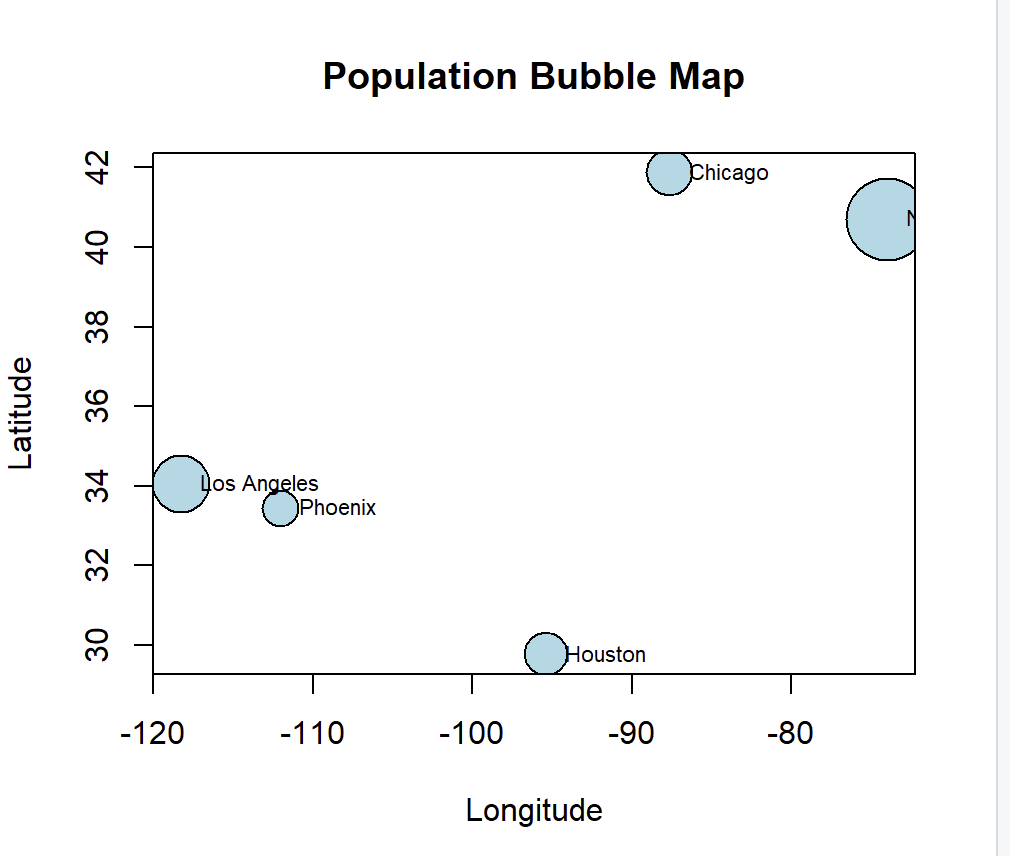 Population Bubble Map
42
40
38
36
34
32
30
Latitude
Chicago
N
Los Angeles
Phoenix
Houston
-120 -110 -100 -90 -80
Longitude